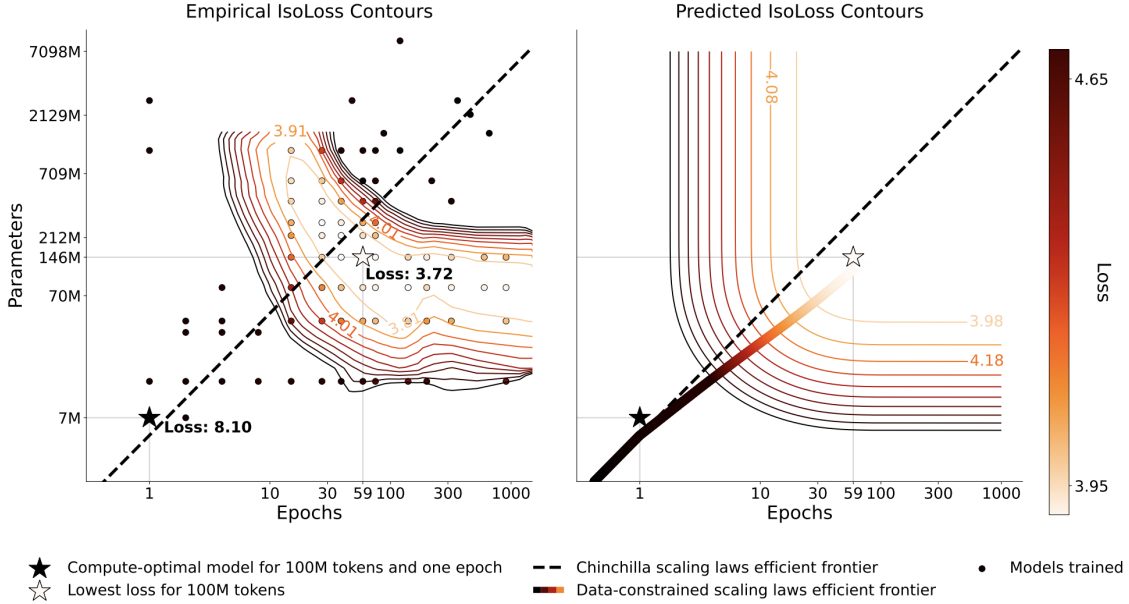 Empirical IsoLoss Contours
Predicted IsoLoss Contours
7098M
2129M
709M
212M
146M
70M
7M
Parameters
3.91
4.01
Loss: 3.72
4.01
Loss: 8.10
1
10
30
59
100
300
1000
Epochs
4.08
3.98
4.18
1
10
30
59
100
300
1000
Epochs
4.65
Loss
3.95
Compute-optimal model for 100M tokens and one epoch
Lowest loss for 100M tokens
Chinchilla scaling laws efficient frontier
Data-constrained scaling laws efficient frontier
Models trained